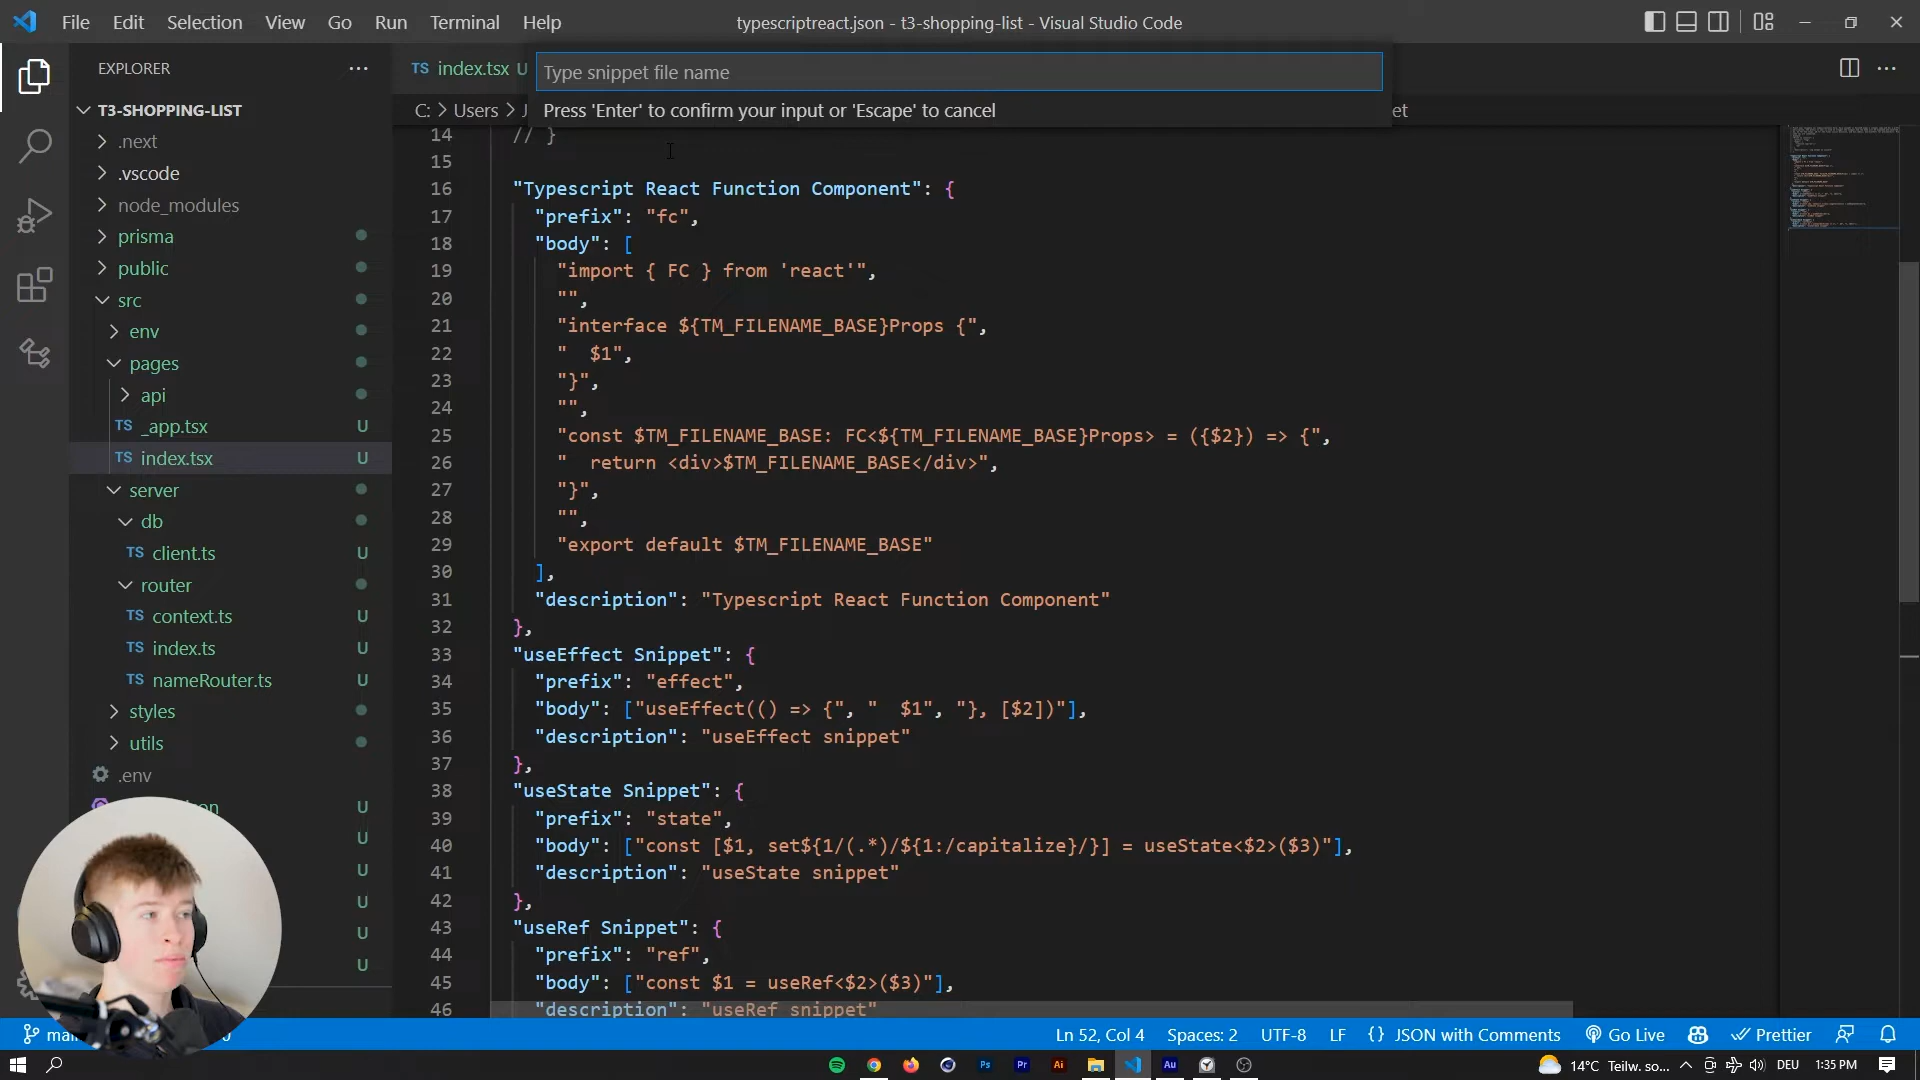 File Edit Selection View Go Run Terminal Help
typescriptreact.json - t3-shopping-list - Visual Studio Code
EXPLORER
TS index.tsx U
Type snippet file name
T3-SHOPPING-LIST
C: > Users > J
Press 'Enter' to confirm your input or 'Escape' to cancel
et
.next
.vscode
node_modules
prisma
public
src
env
pages
api
TS _app.tsx U
TS index.tsx U
server
db
TS client.ts U
router
TS context.ts U
TS index.ts U
TS nameRouter.ts U
styles
utils
.env
on U
U
U
U
U
U
14 // }
15
16 "Typescript React Function Component": {
17 "prefix": "fc",
18 "body": [
19 "import { FC } from 'react'",
20 "",
21 "interface ${TM_FILENAME_BASE}Props {",
22 "  $1",
23 "}",
24 "",
25 "const $TM_FILENAME_BASE: FC<${TM_FILENAME_BASE}Props> = ({$2}) => {",
26 "  return <div>$TM_FILENAME_BASE</div>",
27 "}",
28 "",
29 "export default $TM_FILENAME_BASE"
30 ],
31 "description": "Typescript React Function Component"
32 },
33 "useEffect Snippet": {
34 "prefix": "effect",
35 "body": ["useEffect(() => {", "  $1", "}, [$2])"],
36 "description": "useEffect snippet"
37 },
38 "useState Snippet": {
39 "prefix": "state",
40 "body": ["const [$1, set${1/(.*)/${1:/capitalize}/}] = useState<$2>($3)"],
41 "description": "useState snippet"
42 },
43 "useRef Snippet": {
44 "prefix": "ref",
45 "body": ["const $1 = useRef<$2>($3)"],
46 "description": "useRef snippet"
Ln 52, Col 4 Spaces: 2 UTF-8 LF {} JSON with Comments Go Live Prettier
Ps Pr Ai Au 14°C Teilw. so... DEU 1:35 PM